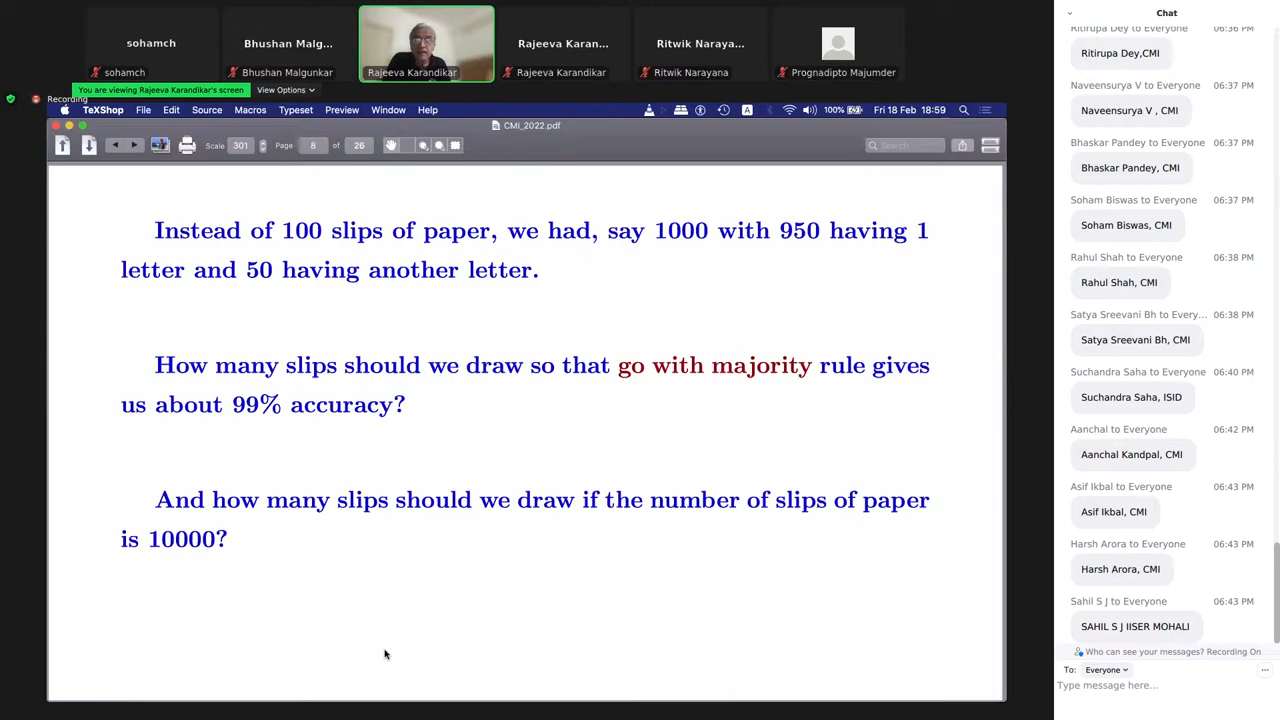 sohamch
Bhushan Malg...
Rajeeva Karan...
Ritwik Naraya...
sohamch
Bhushan Malgunkar
Rajeeva Karandikar
Rajeeva Karandikar
Ritwik Narayana
Prognadipto Majumder
You are viewing Rajeeva Karandikar's screen
View Options
Recording
TeXShop File Edit Source Macros Typeset Preview Window Help
A 100% Fri 18 Feb 18:59
CMi_2022.pdf
Scale 301 Page 8 of 26
Search
Instead of 100 slips of paper, we had, say 1000 with 950 having 1
letter and 50 having another letter.
How many slips should we draw so that go with majority rule gives
us about 99% accuracy?
And how many slips should we draw if the number of slips of paper
is 10000?
Chat
Ritirupa Dey to Everyone 06:36 PM
Ritirupa Dey,CMI
Naveensurya V to Everyone 06:37 PM
Naveensurya V , CMI
Bhaskar Pandey to Everyone 06:37 PM
Bhaskar Pandey, CMI
Soham Biswas to Everyone 06:38 PM
Soham Biswas, CMI
Rahul Shah to Everyone 06:38 PM
Rahul Shah, CMI
Satya Sreevani Bh to Every... 06:38 PM
Satya Sreevani Bh, CMI
Suchandra Saha to Everyone 06:40 PM
Suchandra Saha, ISID
Aanchal to Everyone 06:42 PM
Aanchal Kandpal, CMI
Asif Ikbal to Everyone 06:43 PM
Asif Ikbal, CMI
Harsh Arora to Everyone 06:43 PM
Harsh Arora, CMI
Sahil S J to Everyone 06:43 PM
SAHIL S J IISER MOHALI
Who can see your messages? Recording On
To: Everyone
Type message here...